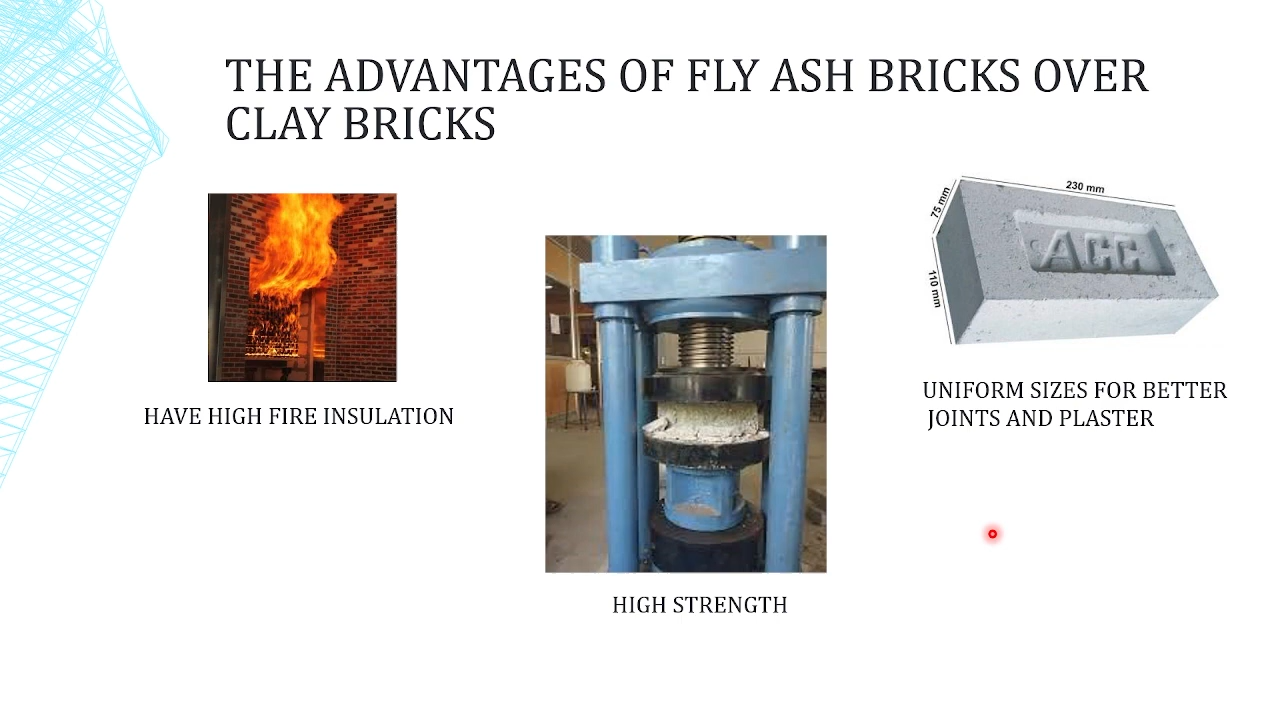 THE ADVANTAGES OF FLY ASH BRICKS OVER
CLAY BRICKS
HAVE HIGH FIRE INSULATION
HIGH STRENGTH
230 mm
75 mm
110 mm
ACC
UNIFORM SIZES FOR BETTER
JOINTS AND PLASTER